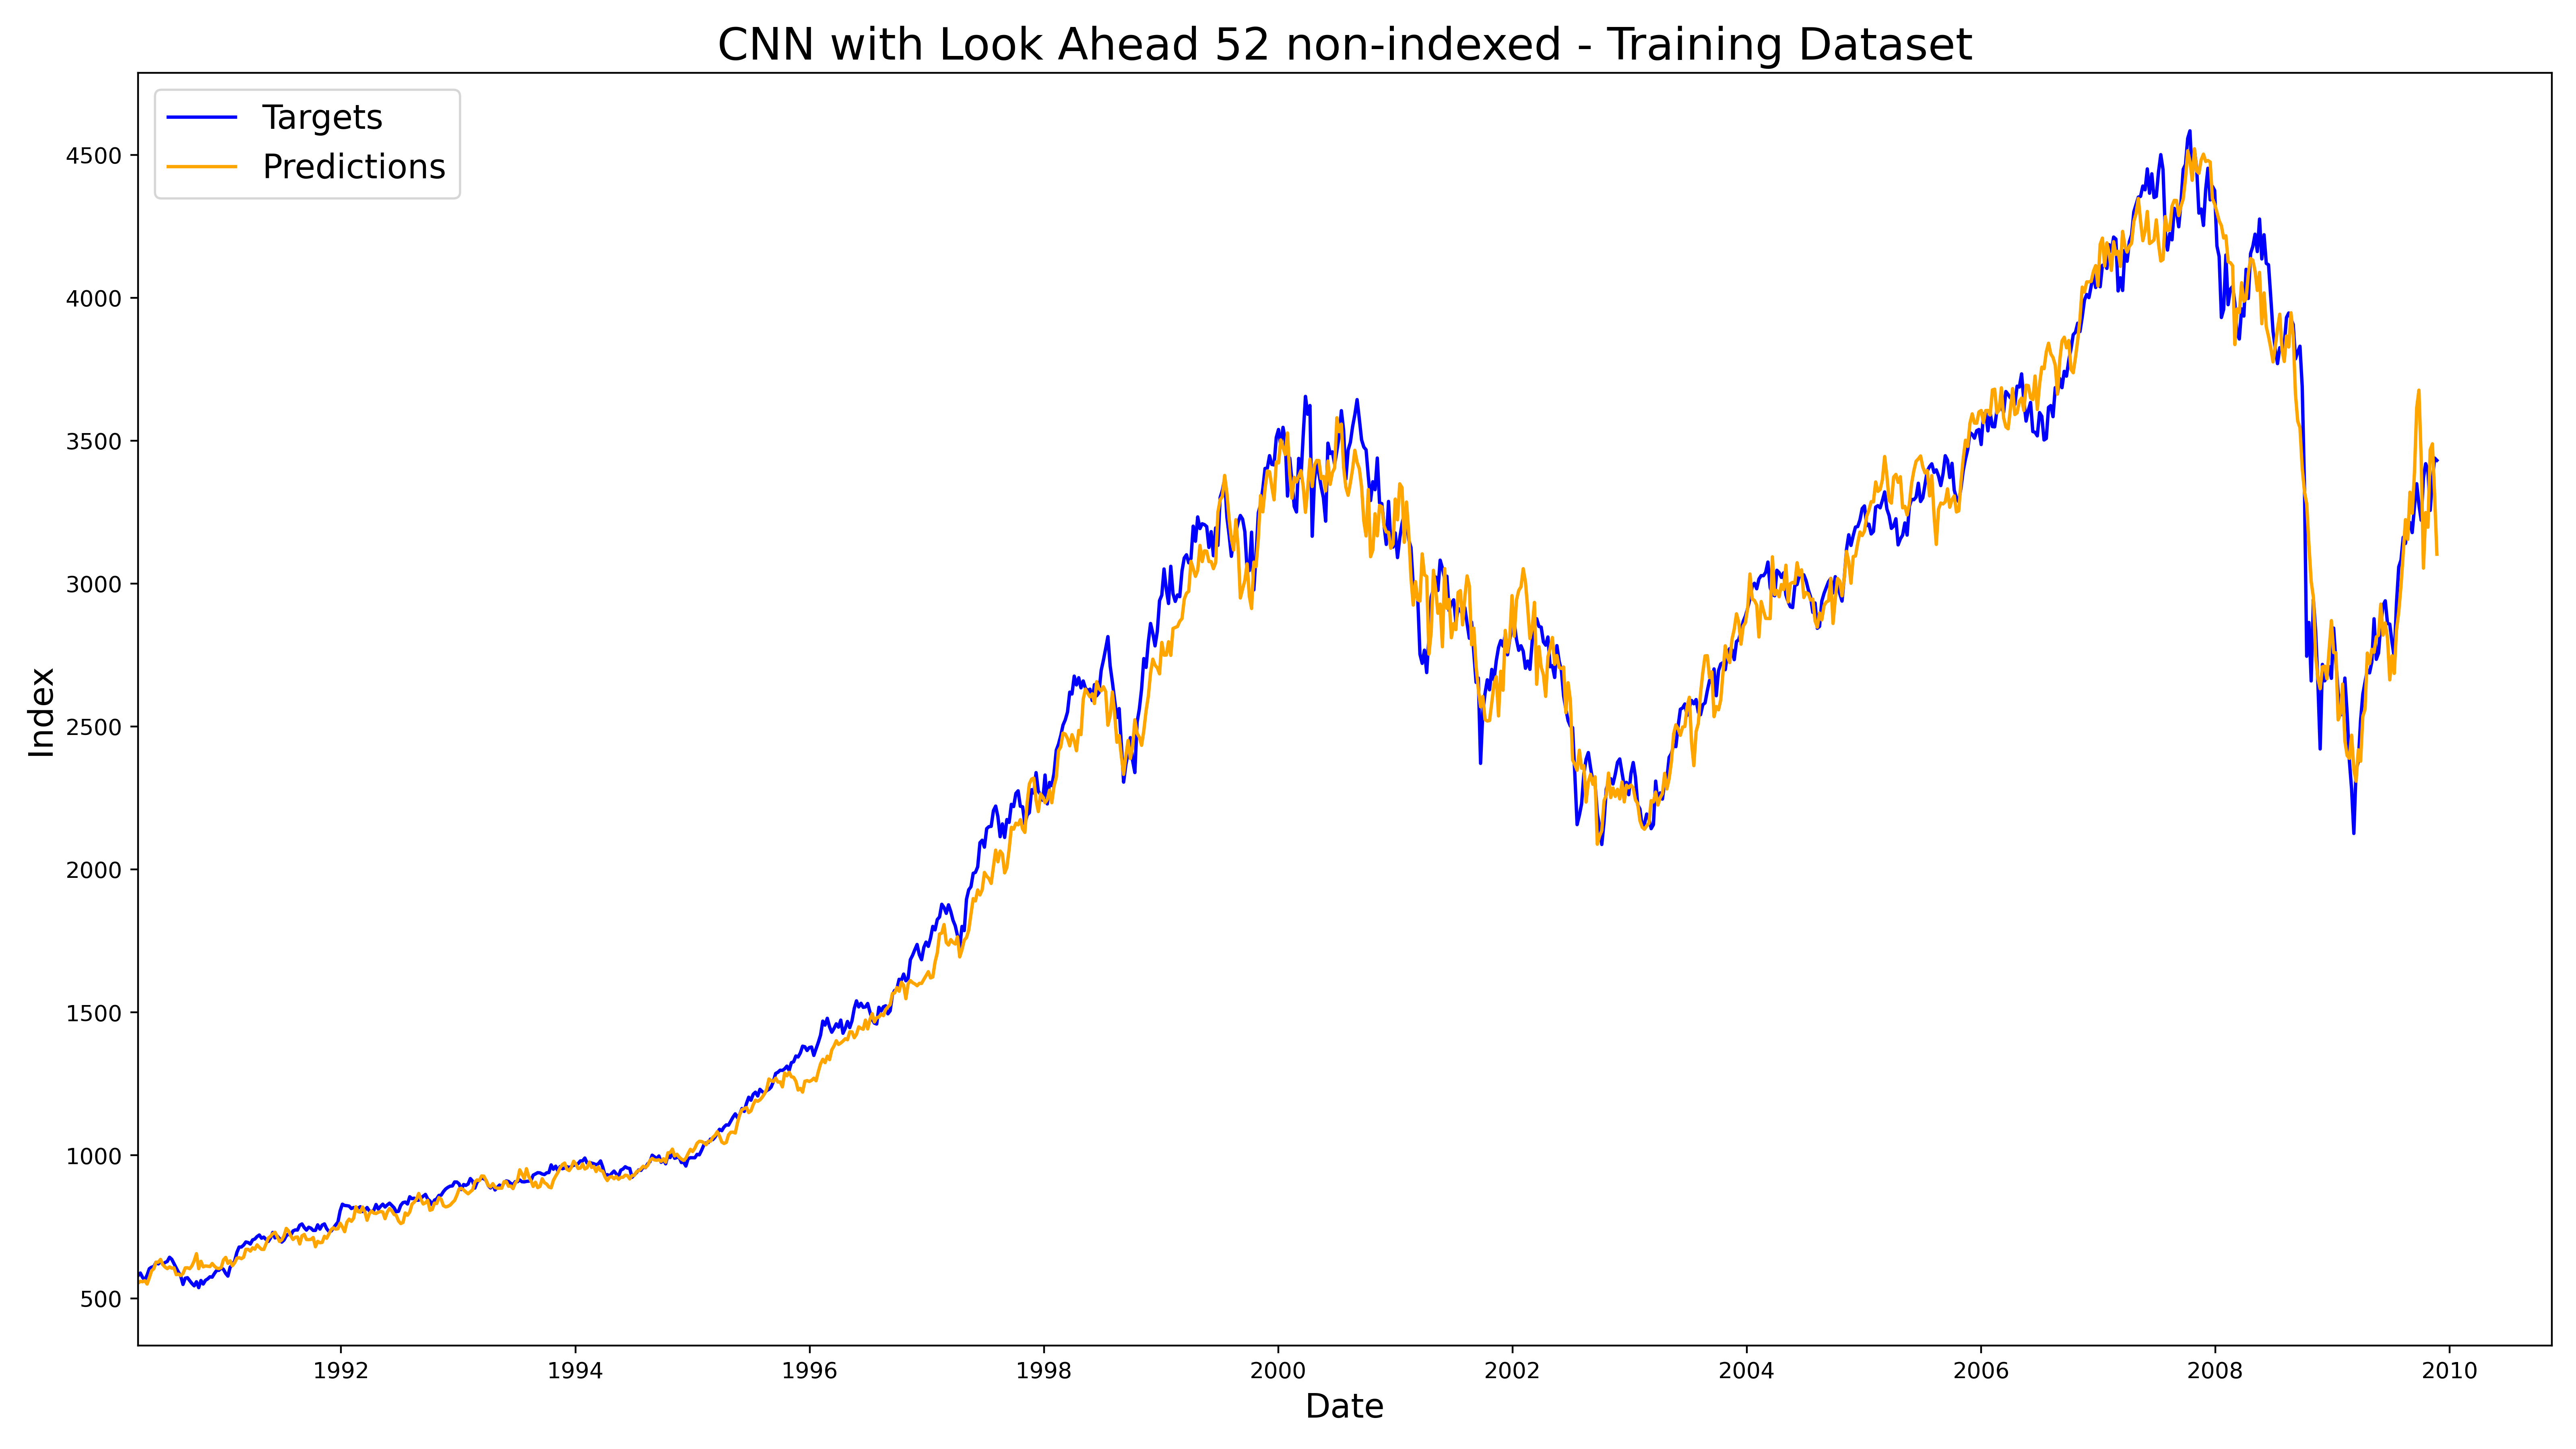 CNN with Look Ahead 52 non-indexed - Training Dataset
Targets
Predictions
4500
4000
3500
3000
2500
2000
1500
1000
500
Index
1992 1994 1996 1998 2000 2002 2004 2006 2008 2010
Date